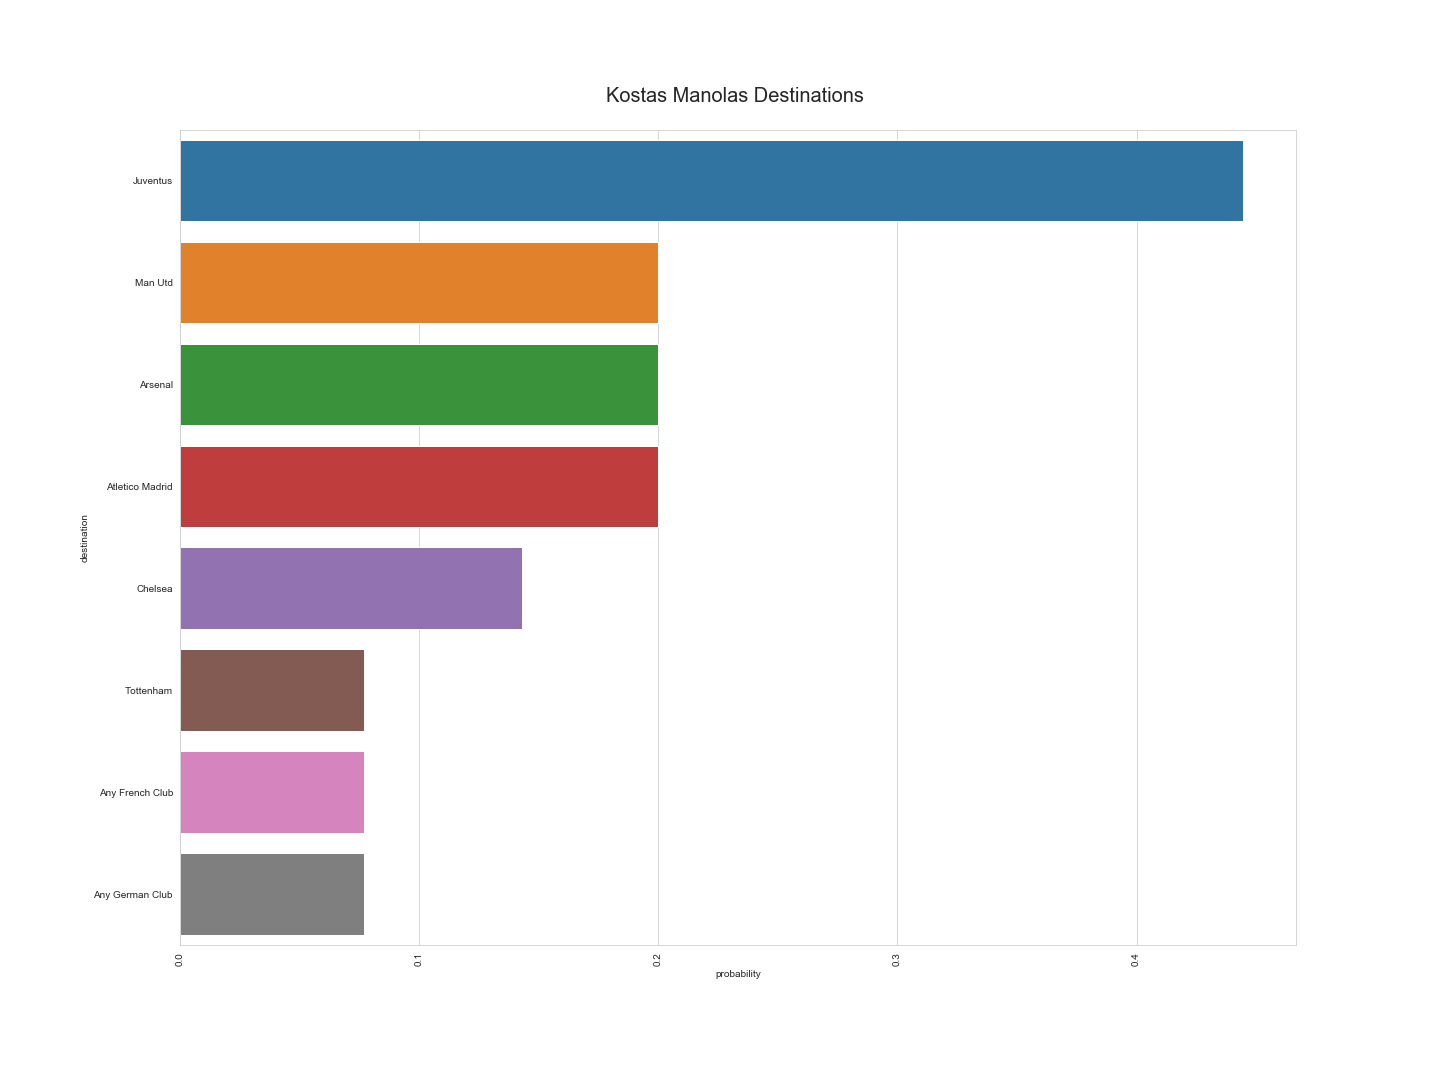 Kostas Manolas Destinations
Juventus
Man Utd
Arsenal
Atletico Madrid
Chelsea
Tottenham
Any French Club
Any German Club
destination
0.0
0.1
0.2
0.3
0.4
probability